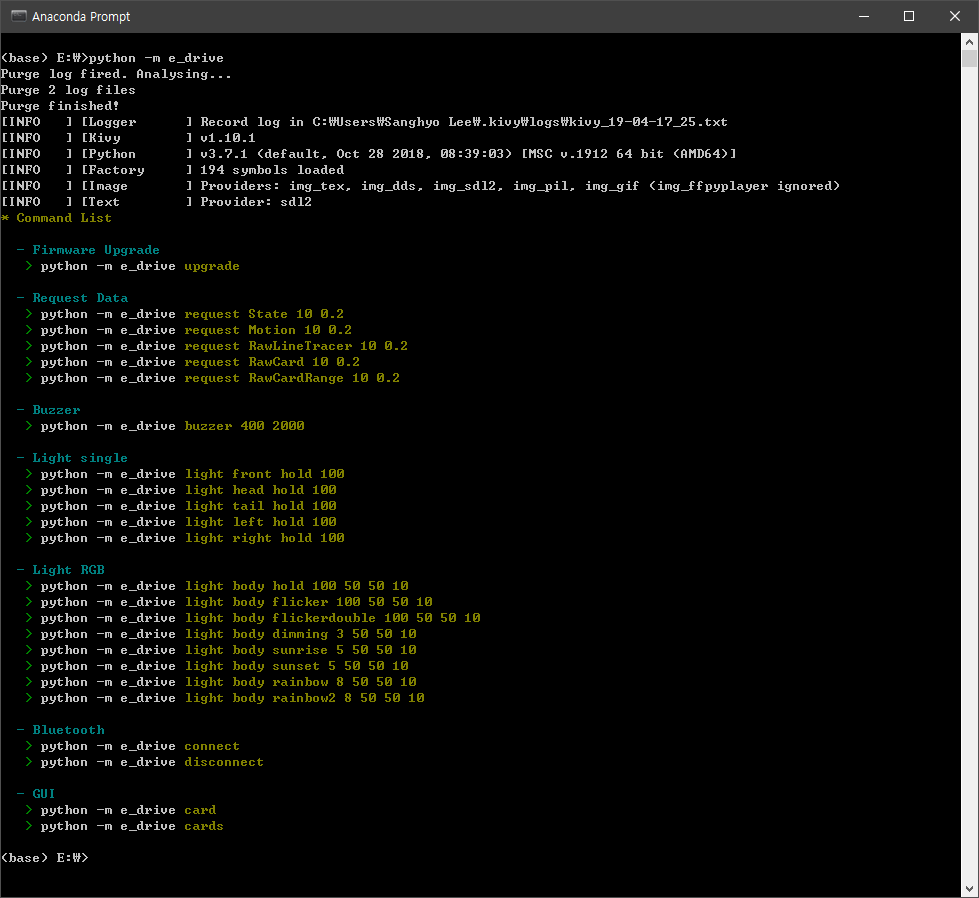 Anaconda Prompt
(base) E:₩>python -m e_drive
Purge log fired. Analysing...
Purge 2 log files
Purge finished!
[INFO   ] [Logger      ] Record log in C:₩Users₩Sanghyo Lee₩.kivy₩logs₩kivy_19-04-17_25.txt
[INFO   ] [Kivy        ] v1.10.1
[INFO   ] [Python      ] v3.7.1 (default, Oct 28 2018, 08:39:03) [MSC v.1912 64 bit (AMD64)]
[INFO   ] [Factory     ] 194 symbols loaded
[INFO   ] [Image       ] Providers: img_tex, img_dds, img_sdl2, img_pil, img_gif (img_ffpyplayer ignored)
[INFO   ] [Text        ] Provider: sdl2
* Command List
- Firmware Upgrade
> python -m e_drive upgrade
- Request Data
> python -m e_drive request State 10 0.2
> python -m e_drive request Motion 10 0.2
> python -m e_drive request RawLineTracer 10 0.2
> python -m e_drive request RawCard 10 0.2
> python -m e_drive request RawCardRange 10 0.2
- Buzzer
> python -m e_drive buzzer 400 2000
- Light single
> python -m e_drive light front hold 100
> python -m e_drive light head hold 100
> python -m e_drive light tail hold 100
> python -m e_drive light left hold 100
> python -m e_drive light right hold 100
- Light RGB
> python -m e_drive light body hold 100 50 50 10
> python -m e_drive light body flicker 100 50 50 10
> python -m e_drive light body flickerdouble 100 50 50 10
> python -m e_drive light body dimming 3 50 50 10
> python -m e_drive light body sunrise 5 50 50 10
> python -m e_drive light body sunset 5 50 50 10
> python -m e_drive light body rainbow 8 50 50 10
> python -m e_drive light body rainbow2 8 50 50 10
- Bluetooth
> python -m e_drive connect
> python -m e_drive disconnect
- GUI
> python -m e_drive card
> python -m e_drive cards
(base) E:₩>